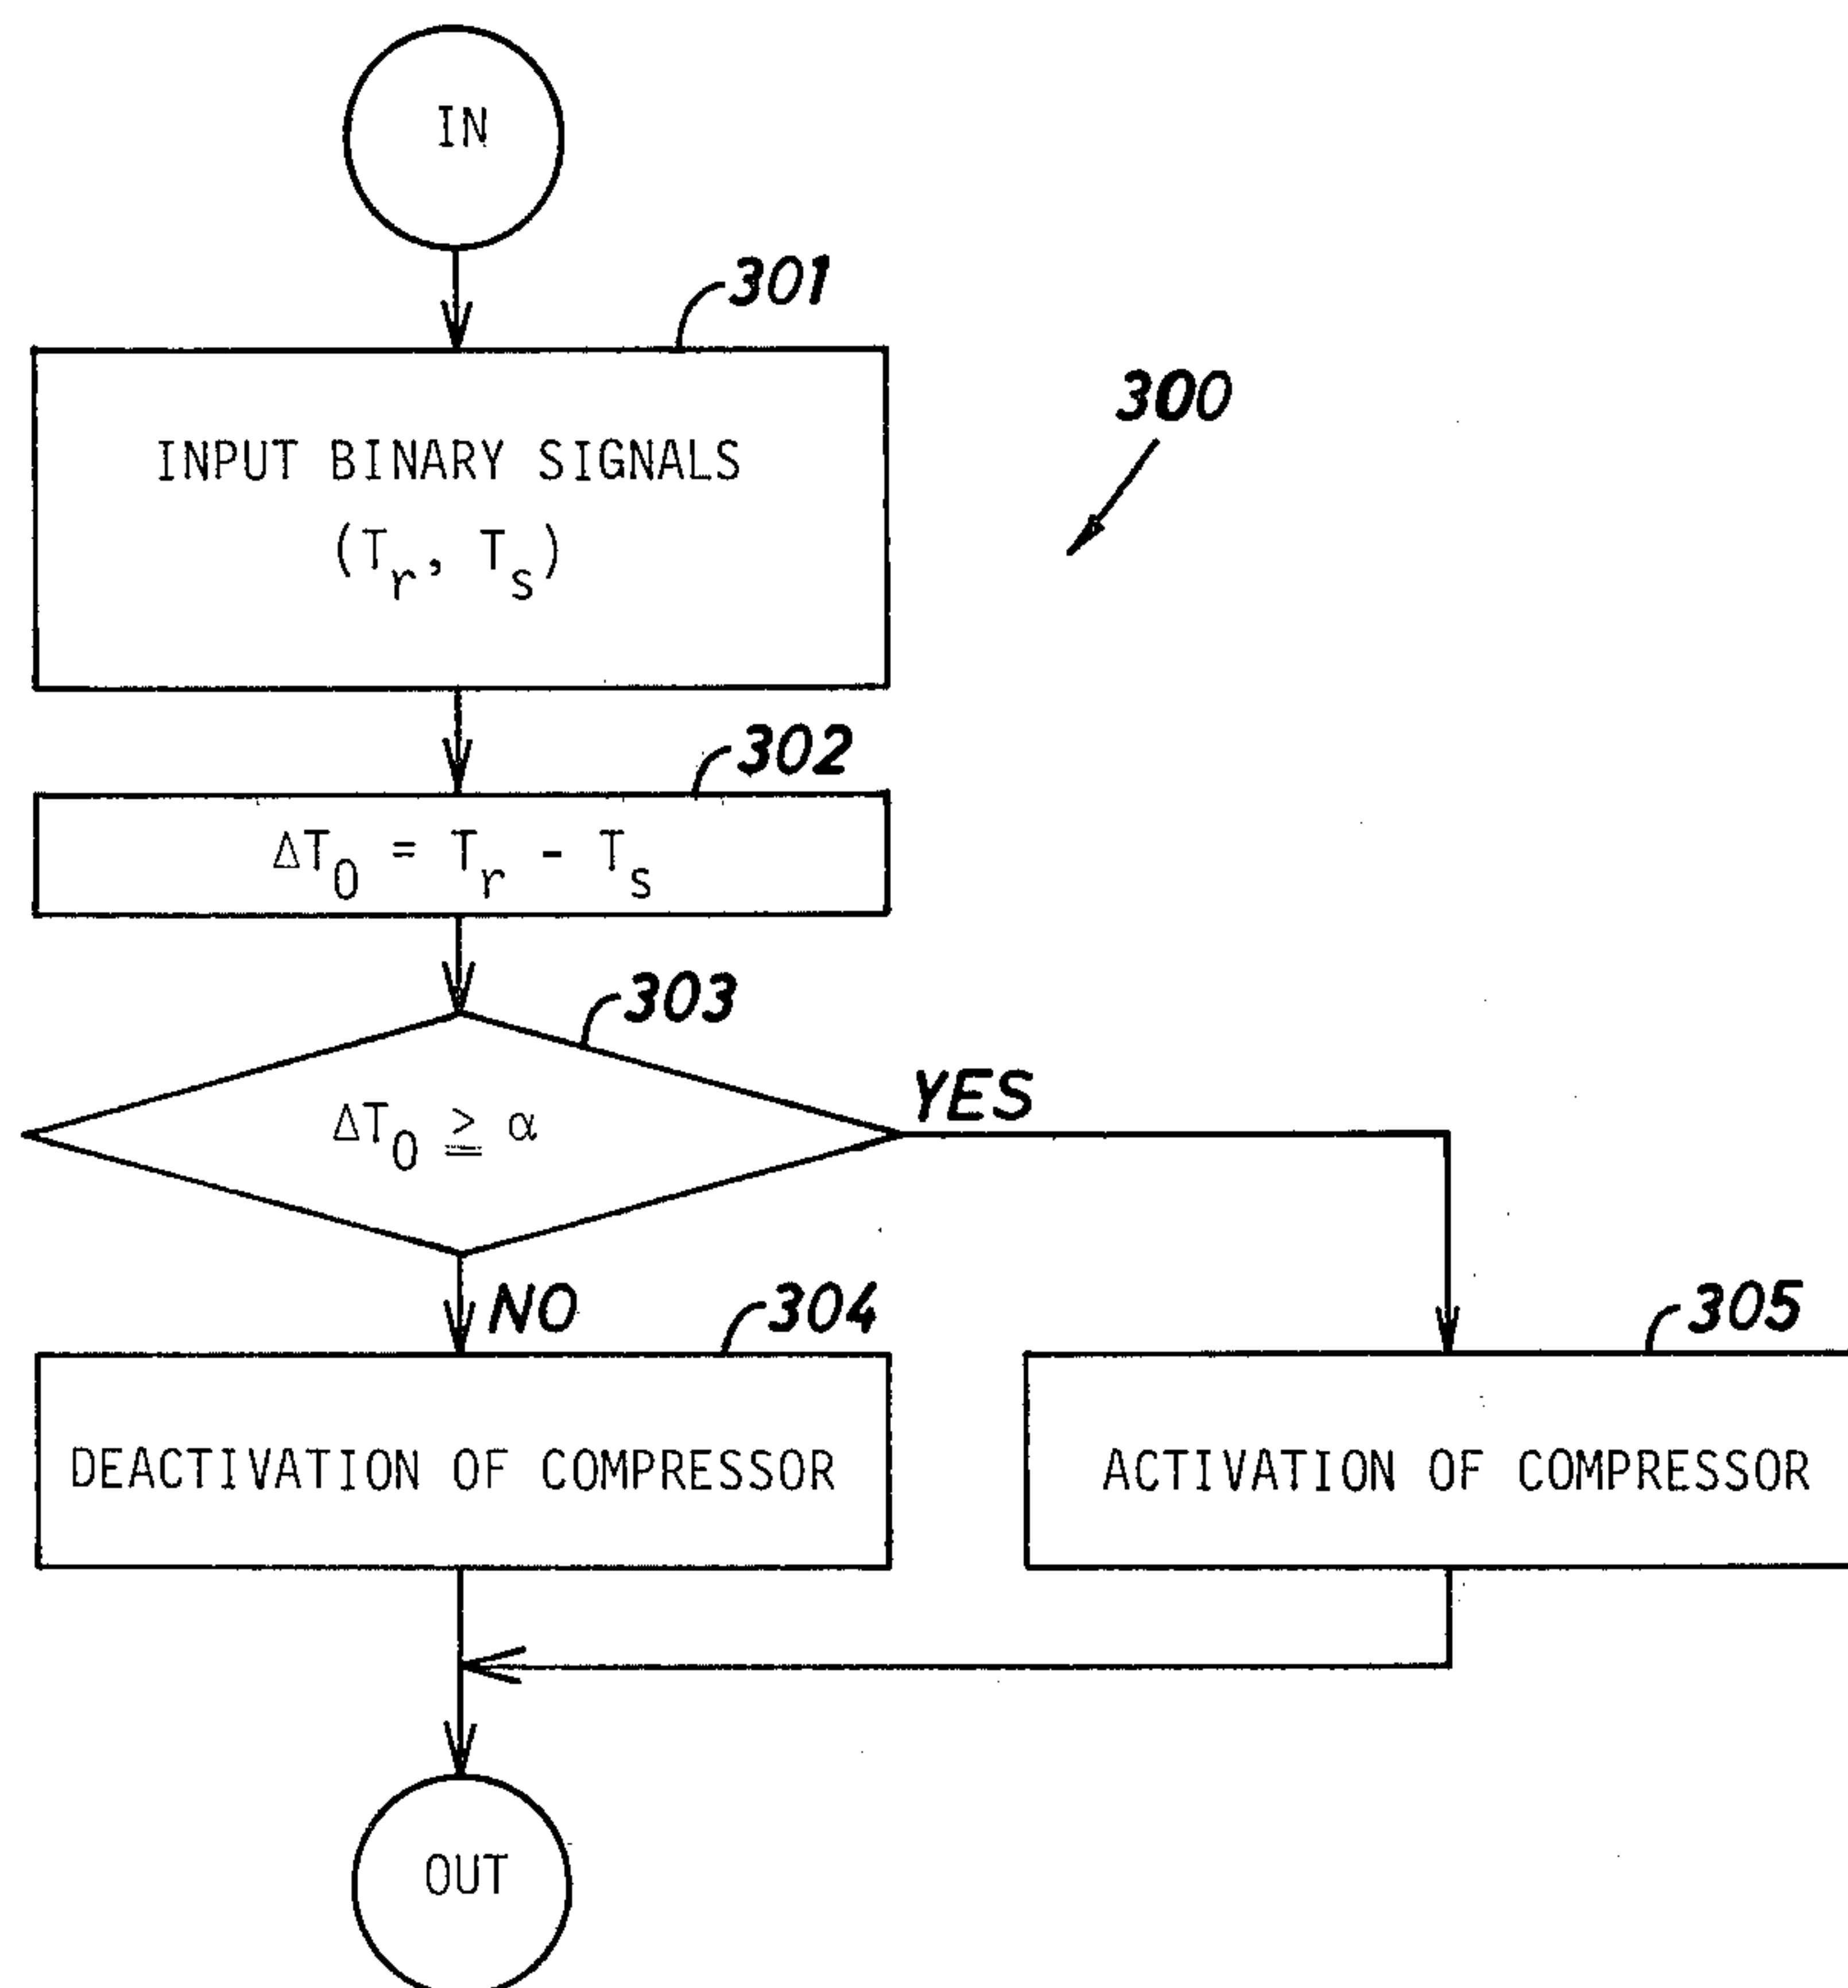 IN
301
300
INPUT BINARY SIGNALS
(Tr, Ts)
302
ΔT0 = Tr - Ts
303
ΔT0 ≧ α
YES
NO
304
305
DEACTIVATION OF COMPRESSOR
ACTIVATION OF COMPRESSOR
OUT